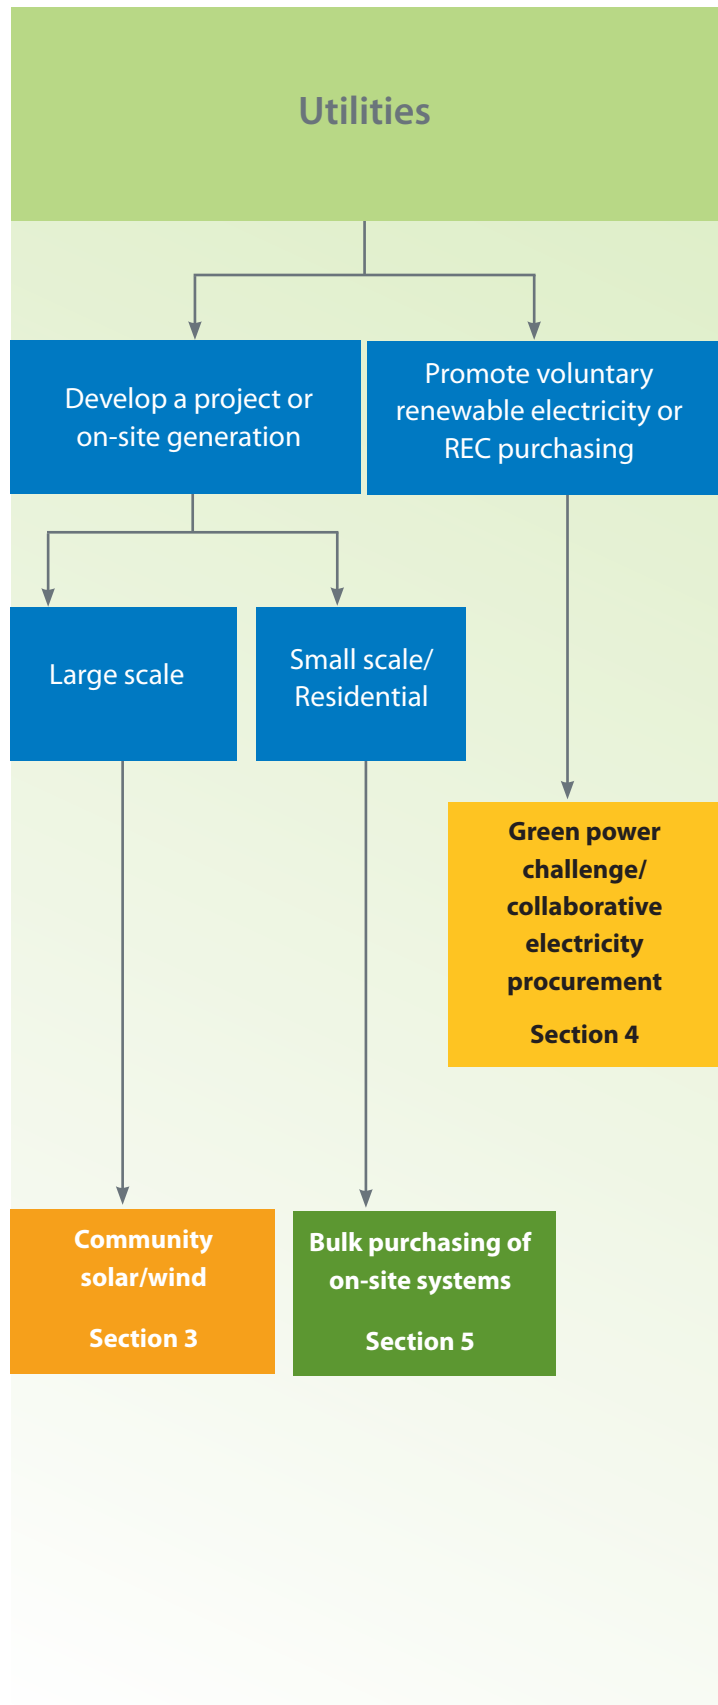 Utilities
Develop a project or
on-site generation
Promote voluntary
renewable electricity or
REC purchasing
Large scale
Small scale/
Residential
Green power
challenge/
collaborative
electricity
procurement
Section 4
Community
solar/wind
Section 3
Bulk purchasing of
on-site systems
Section 5